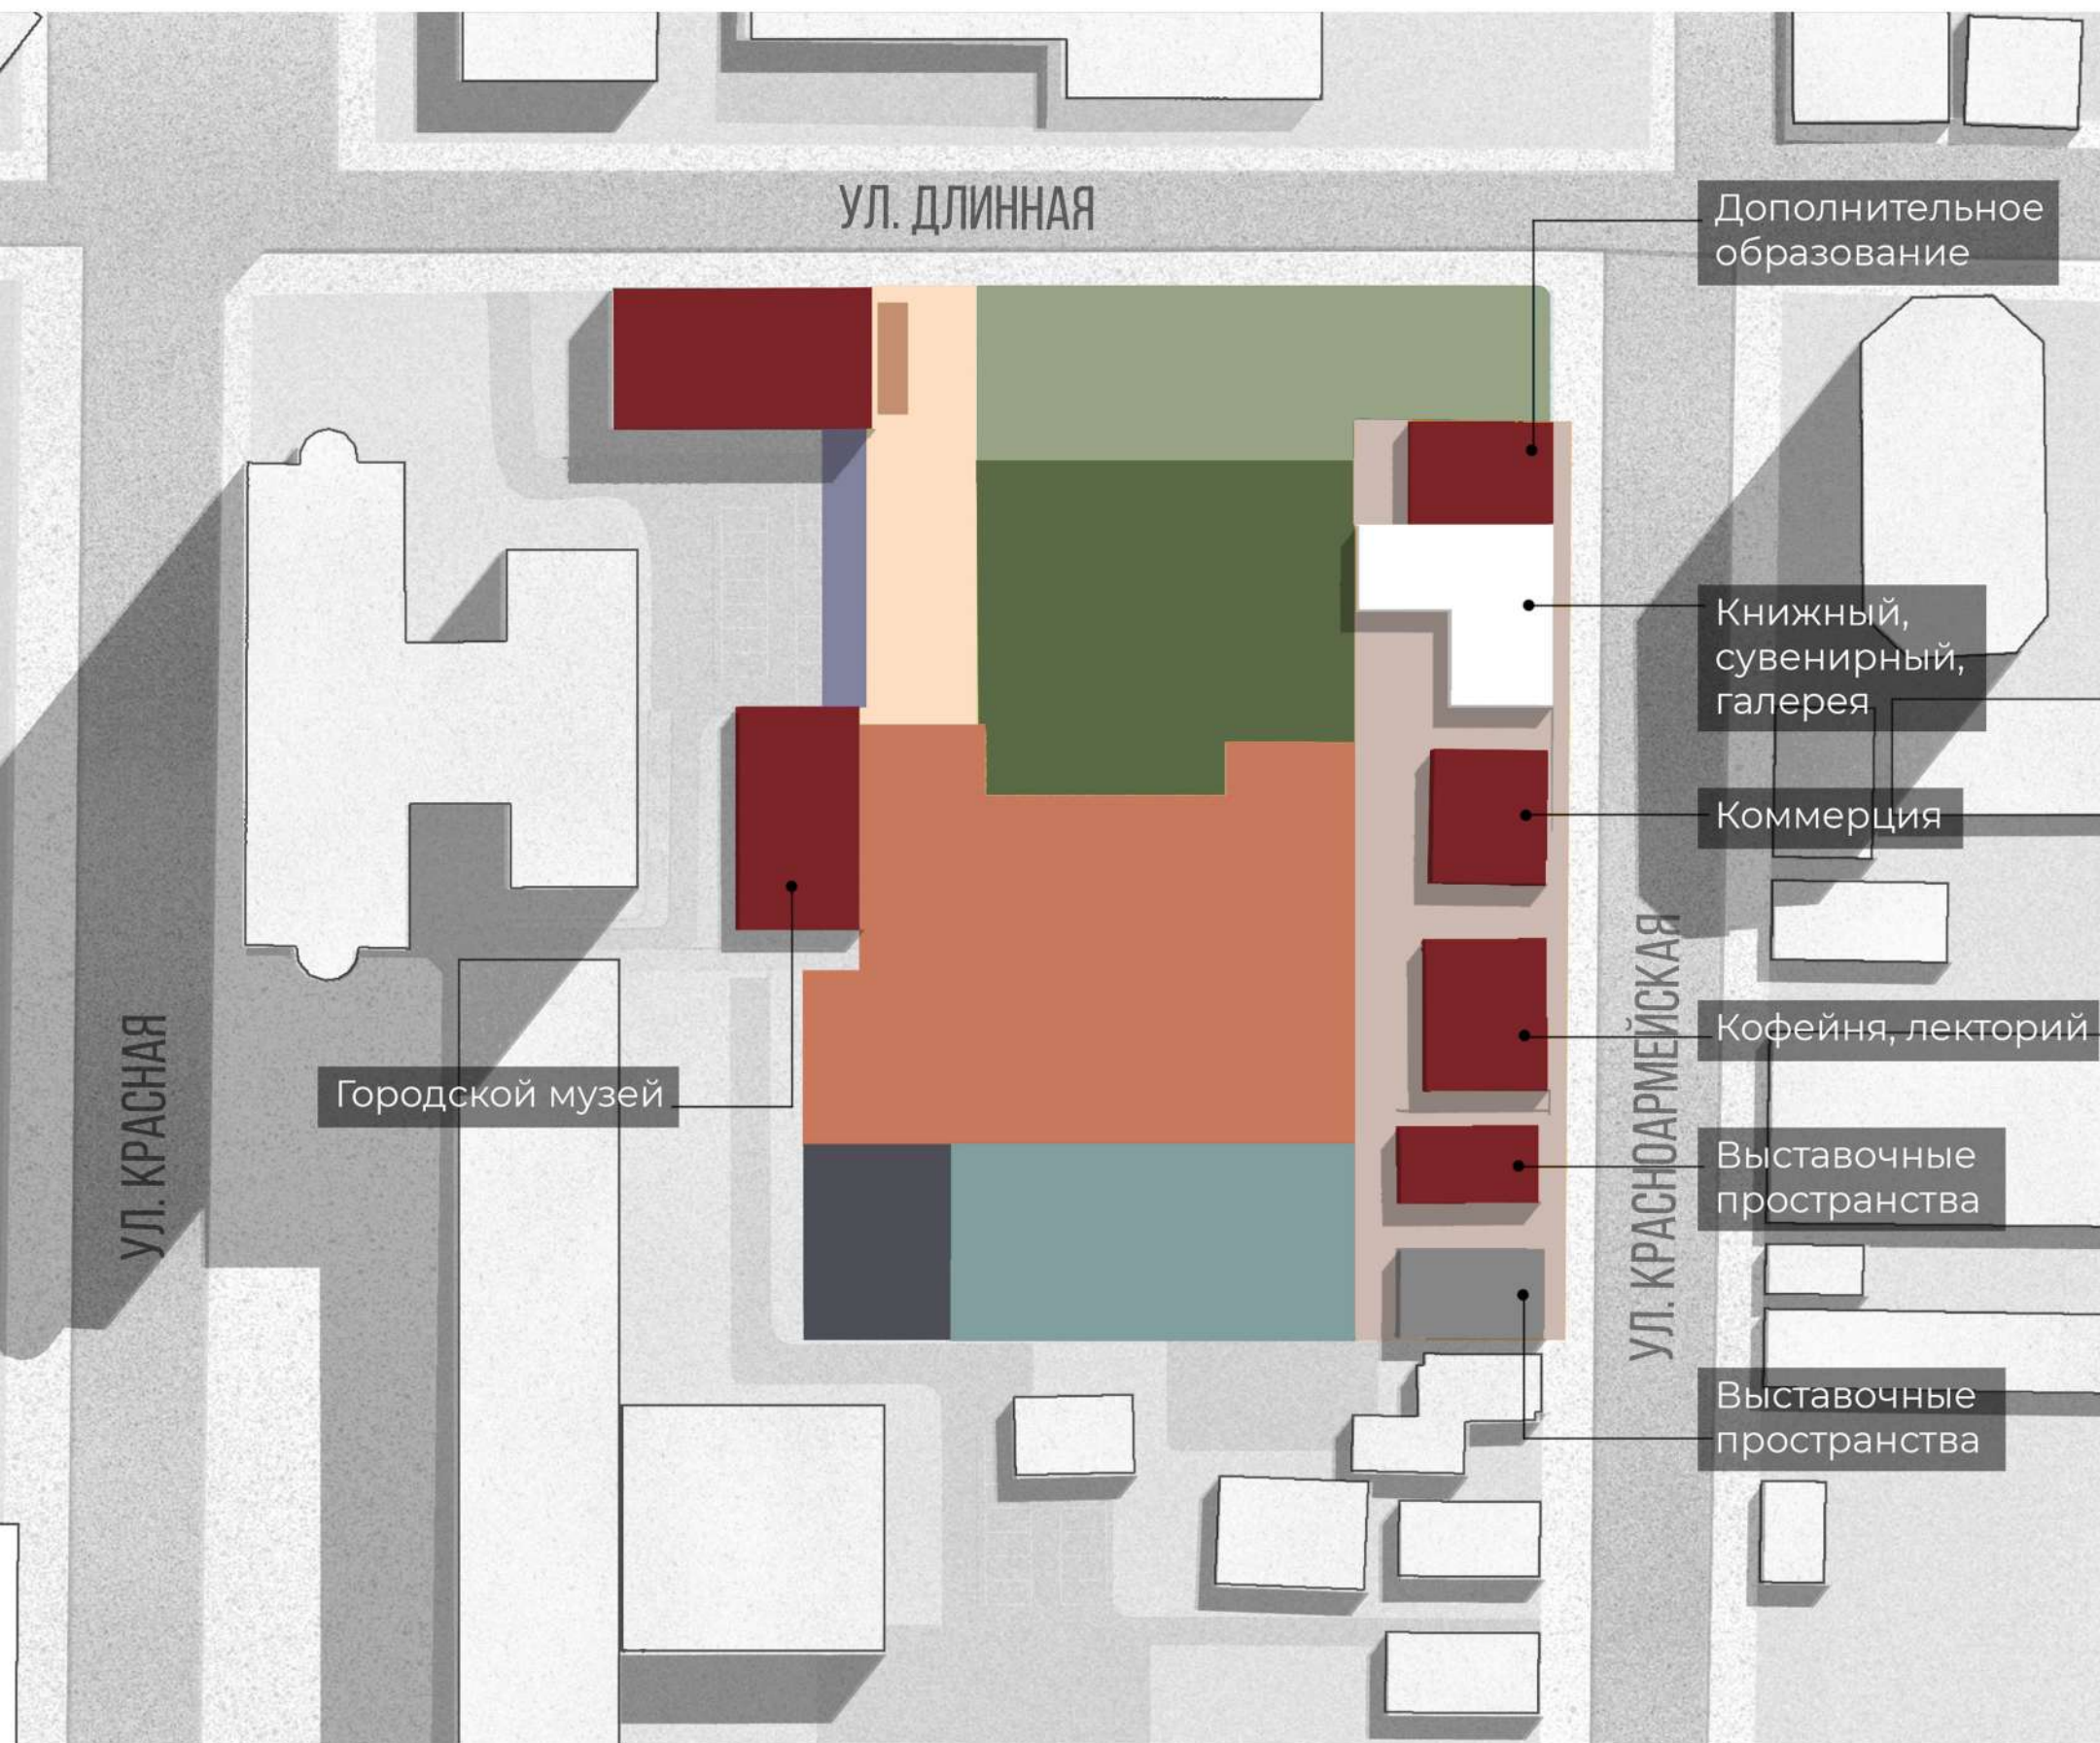 УЛ. ДЛИННАЯ
Дополнительное
образование
Книжный,
сувенирный,
галерея
Коммерция
УЛ. КРАСНОАРМЕЙСКАЯ
Кофейня, лекторий
УЛ. КРАСНАЯ
Городской музей
Выставочные
пространства
Выставочные
пространства